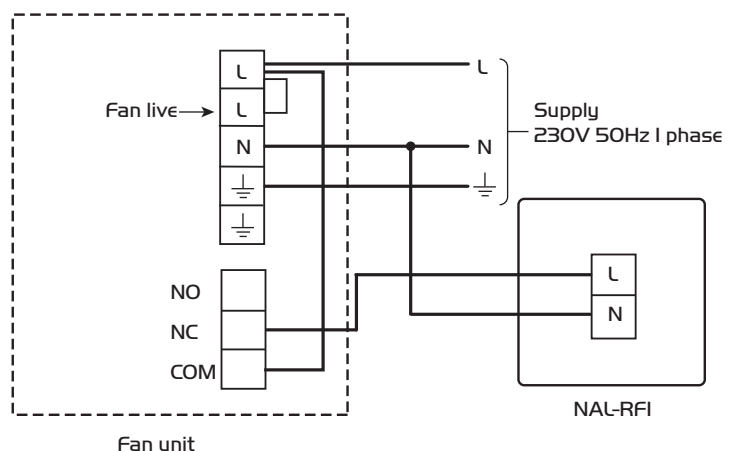 L
L
Fan live
L
N
N
Supply
230V 50Hz 1 phase
NO
NC
COM
L
N
NAL-RFI
Fan unit